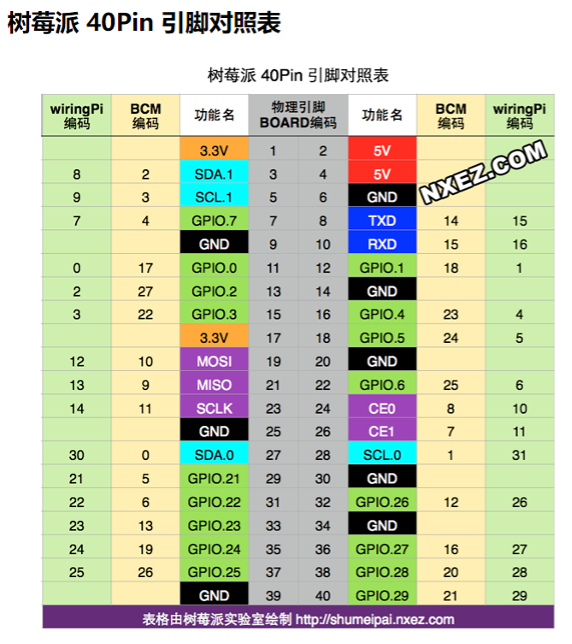 树莓派 40Pin 引脚对照表
树莓派 40Pin 引脚对照表
wiringPi 编码 BCM 编码 功能名 物理引脚 BOARD编码 功能名 BCM 编码 wiringPi 编码
3.3V 1 2 5V
8 2 SDA.1 3 4 5V
9 3 SCL.1 5 6 GND
NXEZ.COM
7 4 GPIO.7 7 8 TXD 14 15
GND 9 10 RXD 15 16
0 17 GPIO.0 11 12 GPIO.1 18 1
2 27 GPIO.2 13 14 GND
3 22 GPIO.3 15 16 GPIO.4 23 4
3.3V 17 18 GPIO.5 24 5
12 10 MOSI 19 20 GND
13 9 MISO 21 22 GPIO.6 25 6
14 11 SCLK 23 24 CE0 8 10
GND 25 26 CE1 7 11
30 0 SDA.0 27 28 SCL.0 1 31
21 5 GPIO.21 29 30 GND
22 6 GPIO.22 31 32 GPIO.26 12 26
23 13 GPIO.23 33 34 GND
24 19 GPIO.24 35 36 GPIO.27 16 27
25 26 GPIO.25 37 38 GPIO.28 20 28
GND 39 40 GPIO.29 21 29
表格由树莓派实验室绘制 http://shumeipai.nxez.com